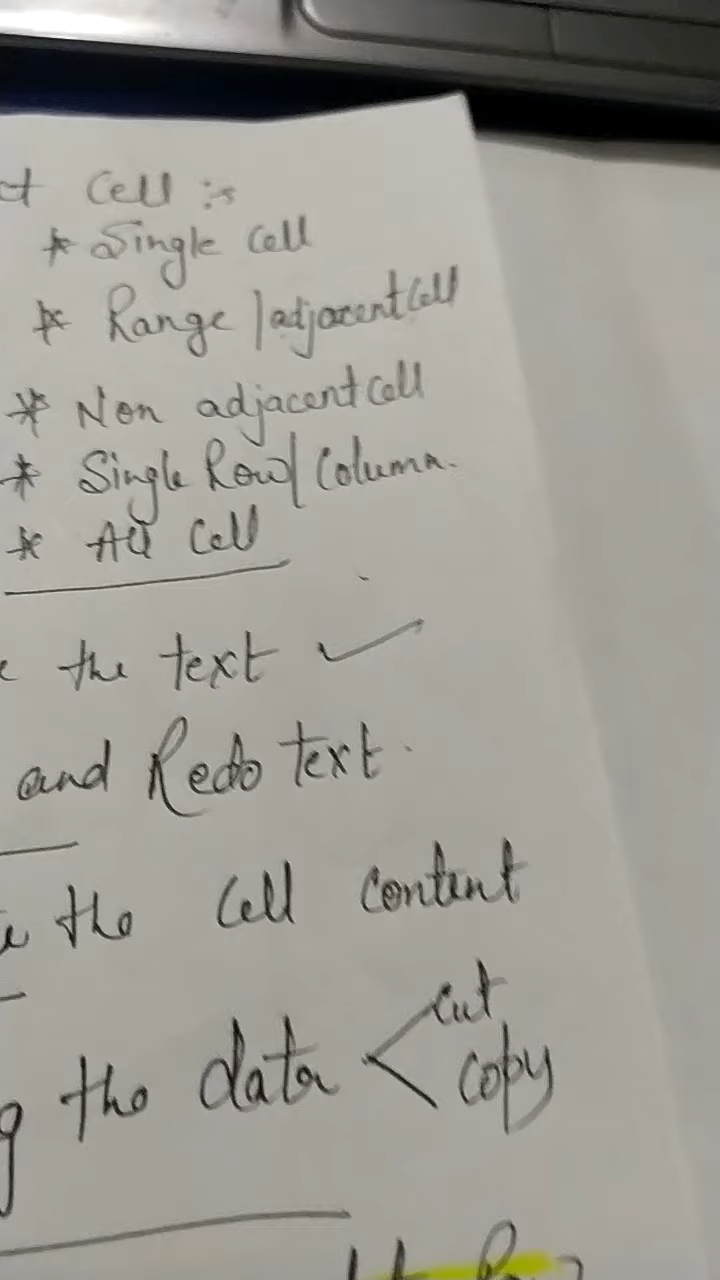 ct Cell :-
* Single Cell
* Range / adjacent Cell
* Non adjacent cell
* Single Row / Column.
* All Cell
e the text ✓
and Redo text.
the Cell content
g the data < cut
copy